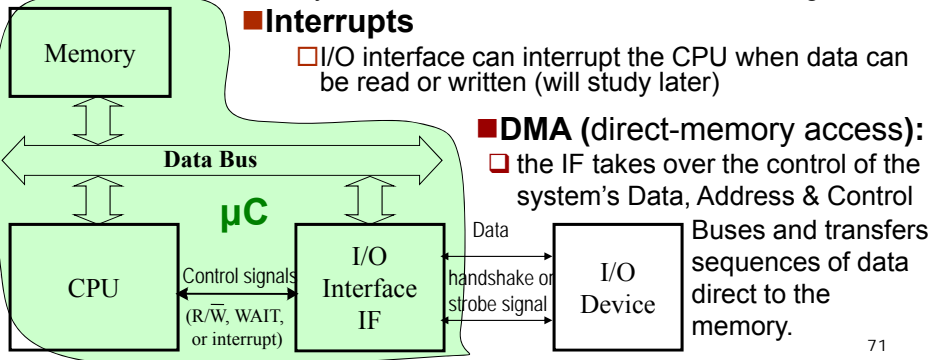 ■Interrupts
□I/O interface can interrupt the CPU when data can
be read or written (will study later)
Memory
■DMA (direct-memory access):
❑ the IF takes over the control of the
system's Data, Address & Control
Buses and transfers
sequences of data
direct to the
memory.
Data Bus
µC
CPU
Control signals
(R/W̅, WAIT,
or interrupt)
I/O
Interface
IF
Data
handshake or
strobe signal
I/O
Device
71